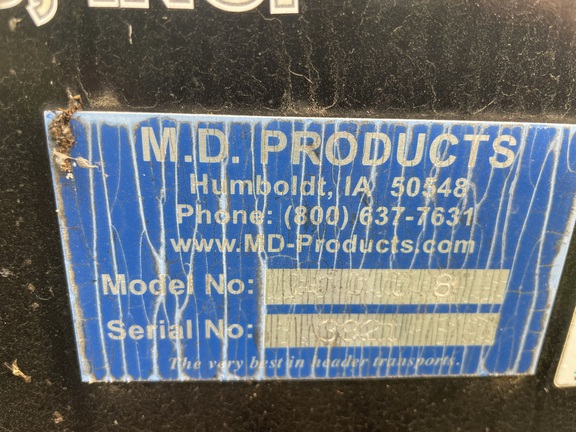 , INC.
M.D. PRODUCTS
Humboldt, IA 50548
Phone: (800) 637-7631
www.MD-Products.com
Model No:
Serial No:
The very best in header transports.